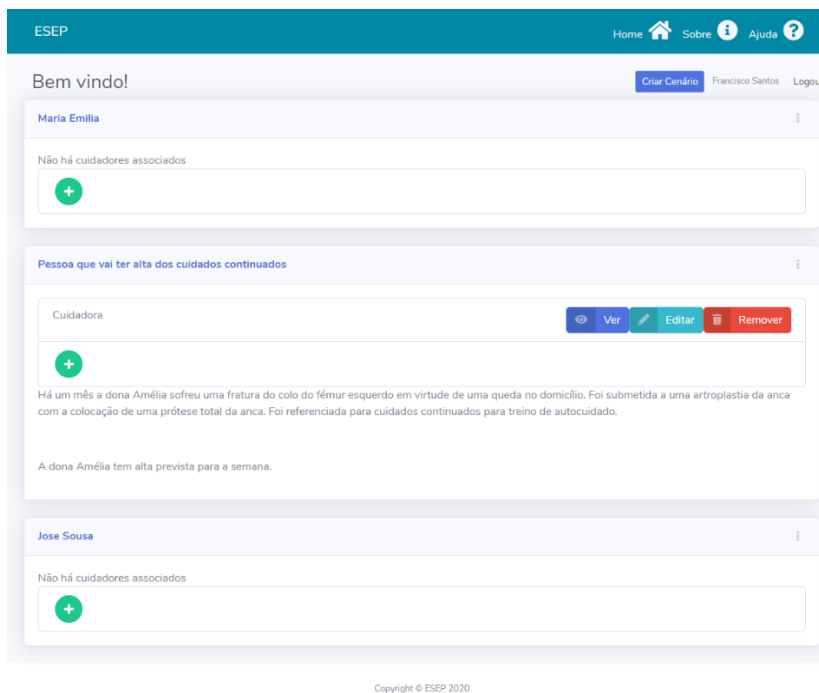 ESEP
Home Sobre Ajuda
Bem vindo!
Criar Cenário Francisco Santos
Maria Emilia
Não há cuidadores associados
Pessoa que vai ter alta dos cuidados continuados
Cuidadora
Ver Editar Remover
Há um mês a dona Amélia sofreu uma fratura do colo do fémur esquerdo em virtude de uma queda no domicílio. Foi submetida a uma artroplastia da anca
com a colocação de uma prótese total da anca. Foi referenciada para cuidados continuados para treino de autocuidado.
A dona Amélia tem alta prevista para a semana.
Jose Sousa
Não há cuidadores associados
Copyright © ESEP 2020